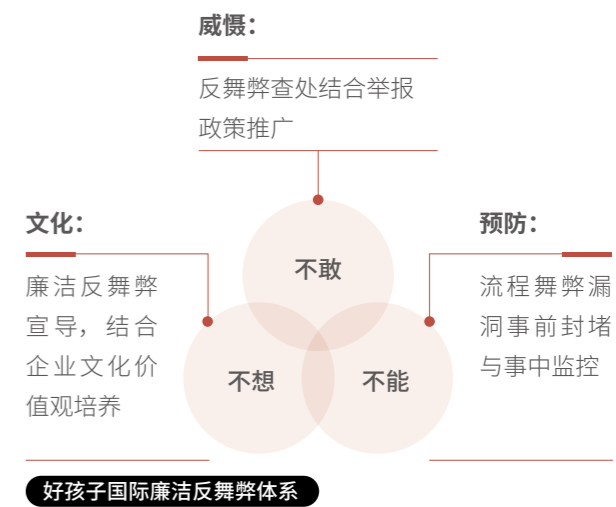 威慑：
反舞弊查处结合举报
政策推广
文化：
廉洁反舞弊
宣导，结合
企业文化价
值观培养
预防：
流程舞弊漏
洞事前封堵
与事中监控
不敢
不想
不能
好孩子国际廉洁反舞弊体系